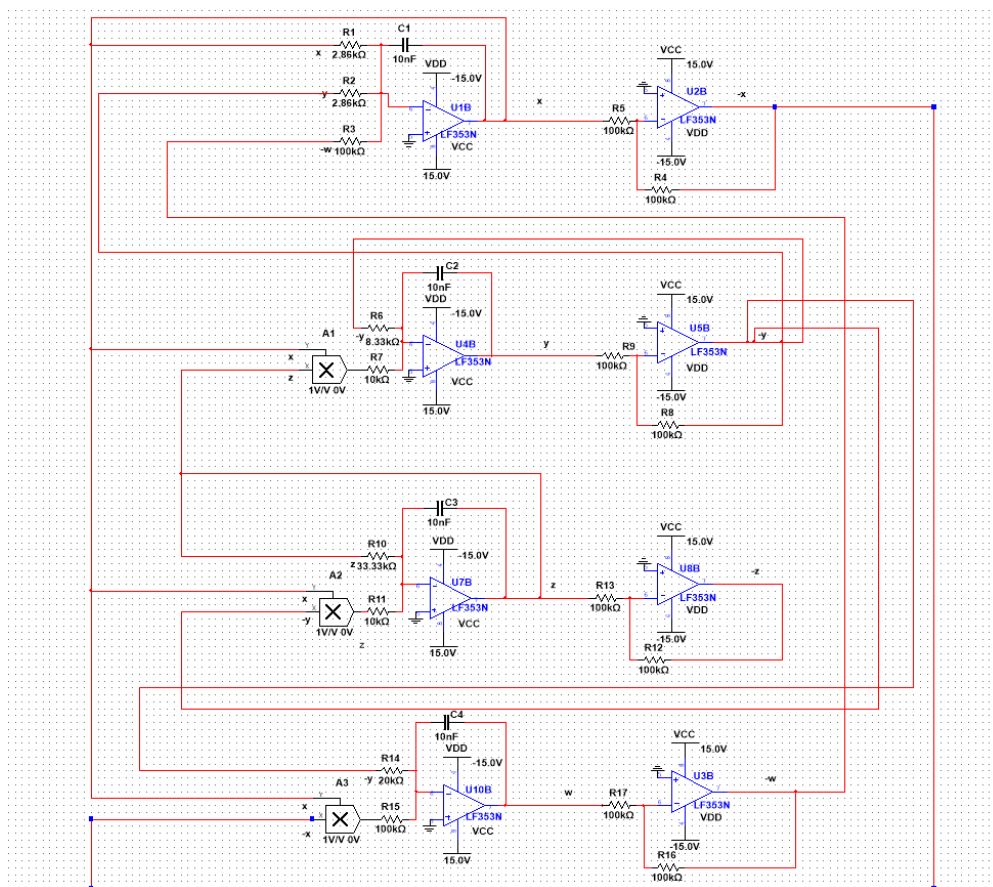 R1
x
2.86kΩ
C1
10nF
VDD
-15.0V
R2
-y
2.86kΩ
R3
-w
100kΩ
U1B
LF353N
VCC
15.0V
x
R5
100kΩ
VCC
15.0V
U2B
-x
LF353N
VDD
-15.0V
R4
100kΩ
C2
10nF
VDD
-15.0V
R6
-y
8.33kΩ
A1
Y
x
X
z
1V/V 0V
R7
10kΩ
U4B
LF353N
VCC
15.0V
y
R9
100kΩ
VCC
15.0V
U5B
-y
LF353N
VDD
-15.0V
R8
100kΩ
C3
10nF
VDD
-15.0V
R10
z
33.33kΩ
A2
Y
x
X
-y
1V/V 0V
R11
10kΩ
z
U7B
LF353N
VCC
15.0V
z
R13
100kΩ
VCC
15.0V
U8B
-z
LF353N
VDD
-15.0V
R12
100kΩ
C4
10nF
VDD
-15.0V
R14
-y
20kΩ
A3
Y
x
X
-x
1V/V 0V
R15
100kΩ
U10B
LF353N
VCC
15.0V
w
R17
100kΩ
VCC
15.0V
U3B
-w
LF353N
VDD
-15.0V
R16
100kΩ